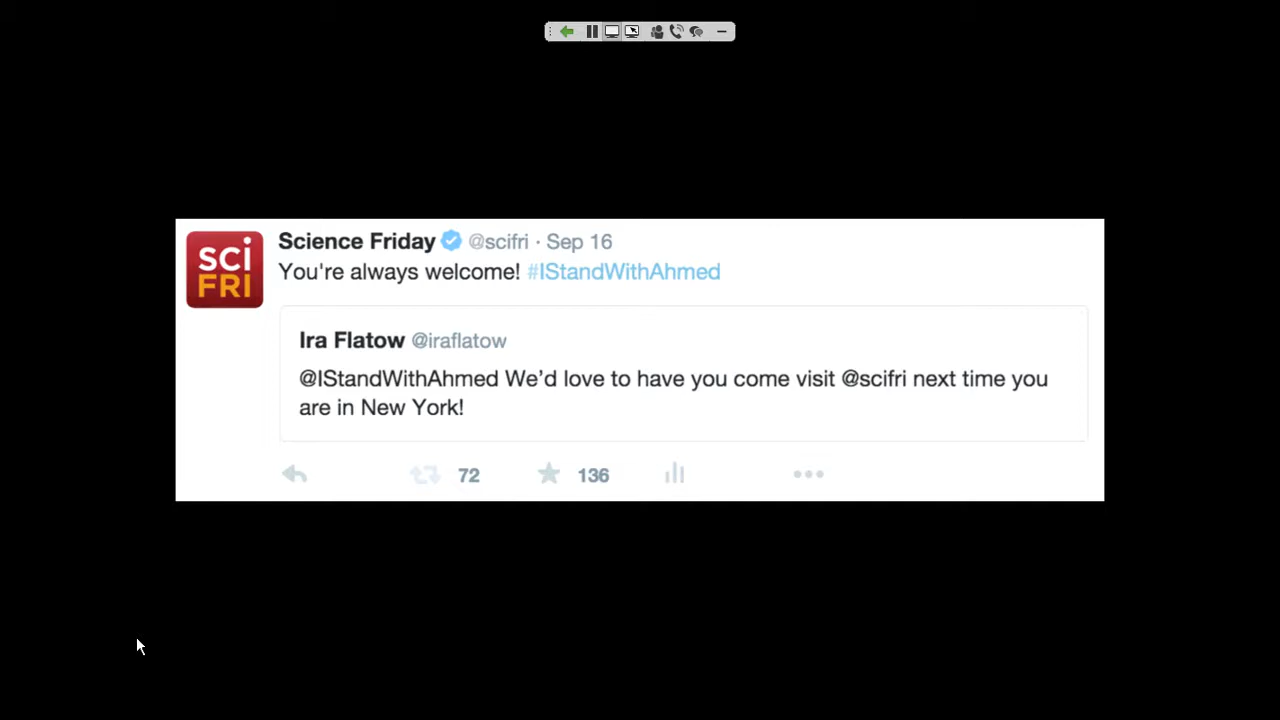 SCi
FRI
Science Friday @scifri · Sep 16
You're always welcome! #IStandWithAhmed
Ira Flatow @iraflatow
@IStandWithAhmed We'd love to have you come visit @scifri next time you
are in New York!
72 136